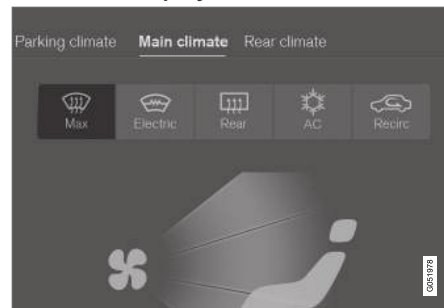 Parking climate Main climate Rear climate
Max Electric Rear AC Recirc
G051978